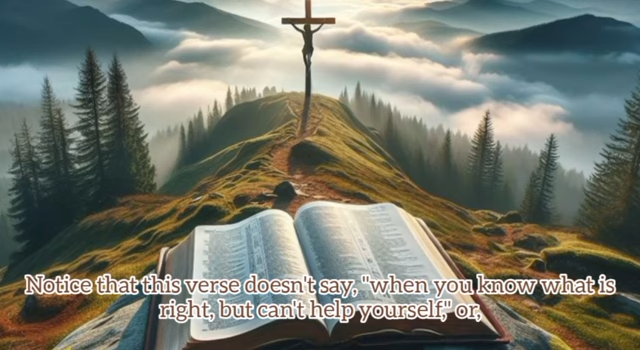 Notice that this verse doesn't say, "when you know what is
right, but can't help yourself," or,